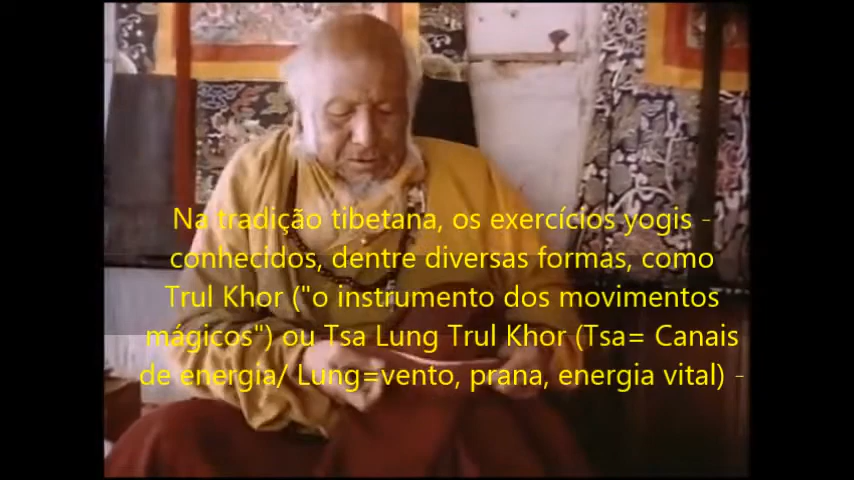 Na tradição tibetana, os exercícios yogis -
conhecidos, dentre diversas formas, como
Trul Khor ("o instrumento dos movimentos
mágicos") ou Tsa Lung Trul Khor (Tsa= Canais
de energia/ Lung=vento, prana, energia vital) -